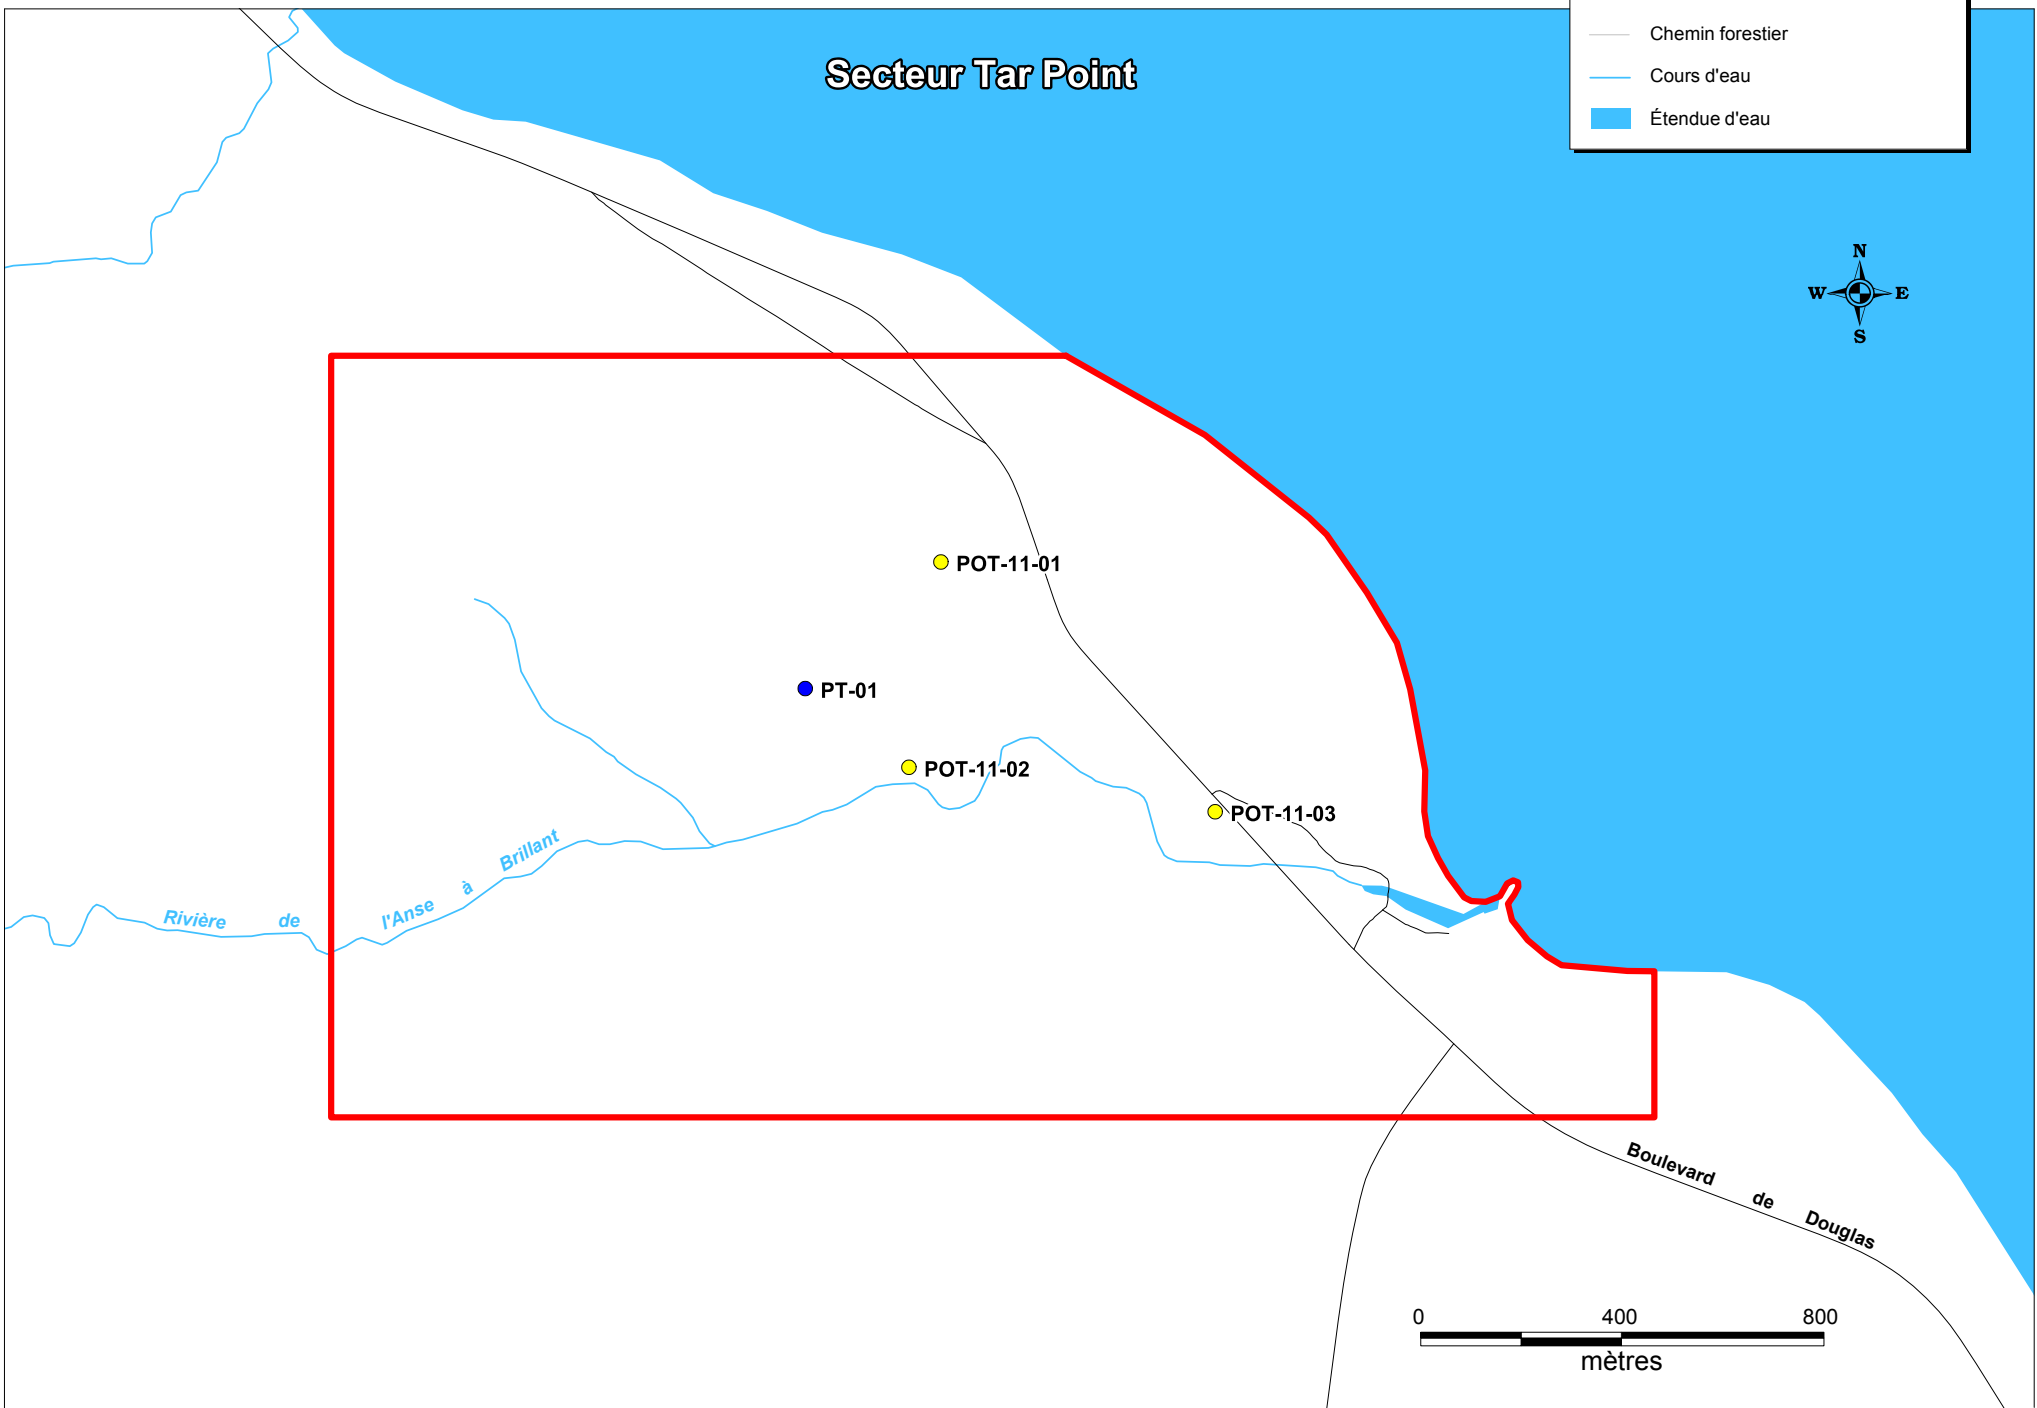 Chemin forestier
Cours d'eau
Étendue d'eau
Secteur Tar Point
N
W E
S
POT-11-01
PT-01
POT-11-02
POT-11-03
Rivière de l'Anse à Brillant
Boulevard de Douglas
0 400 800
mètres